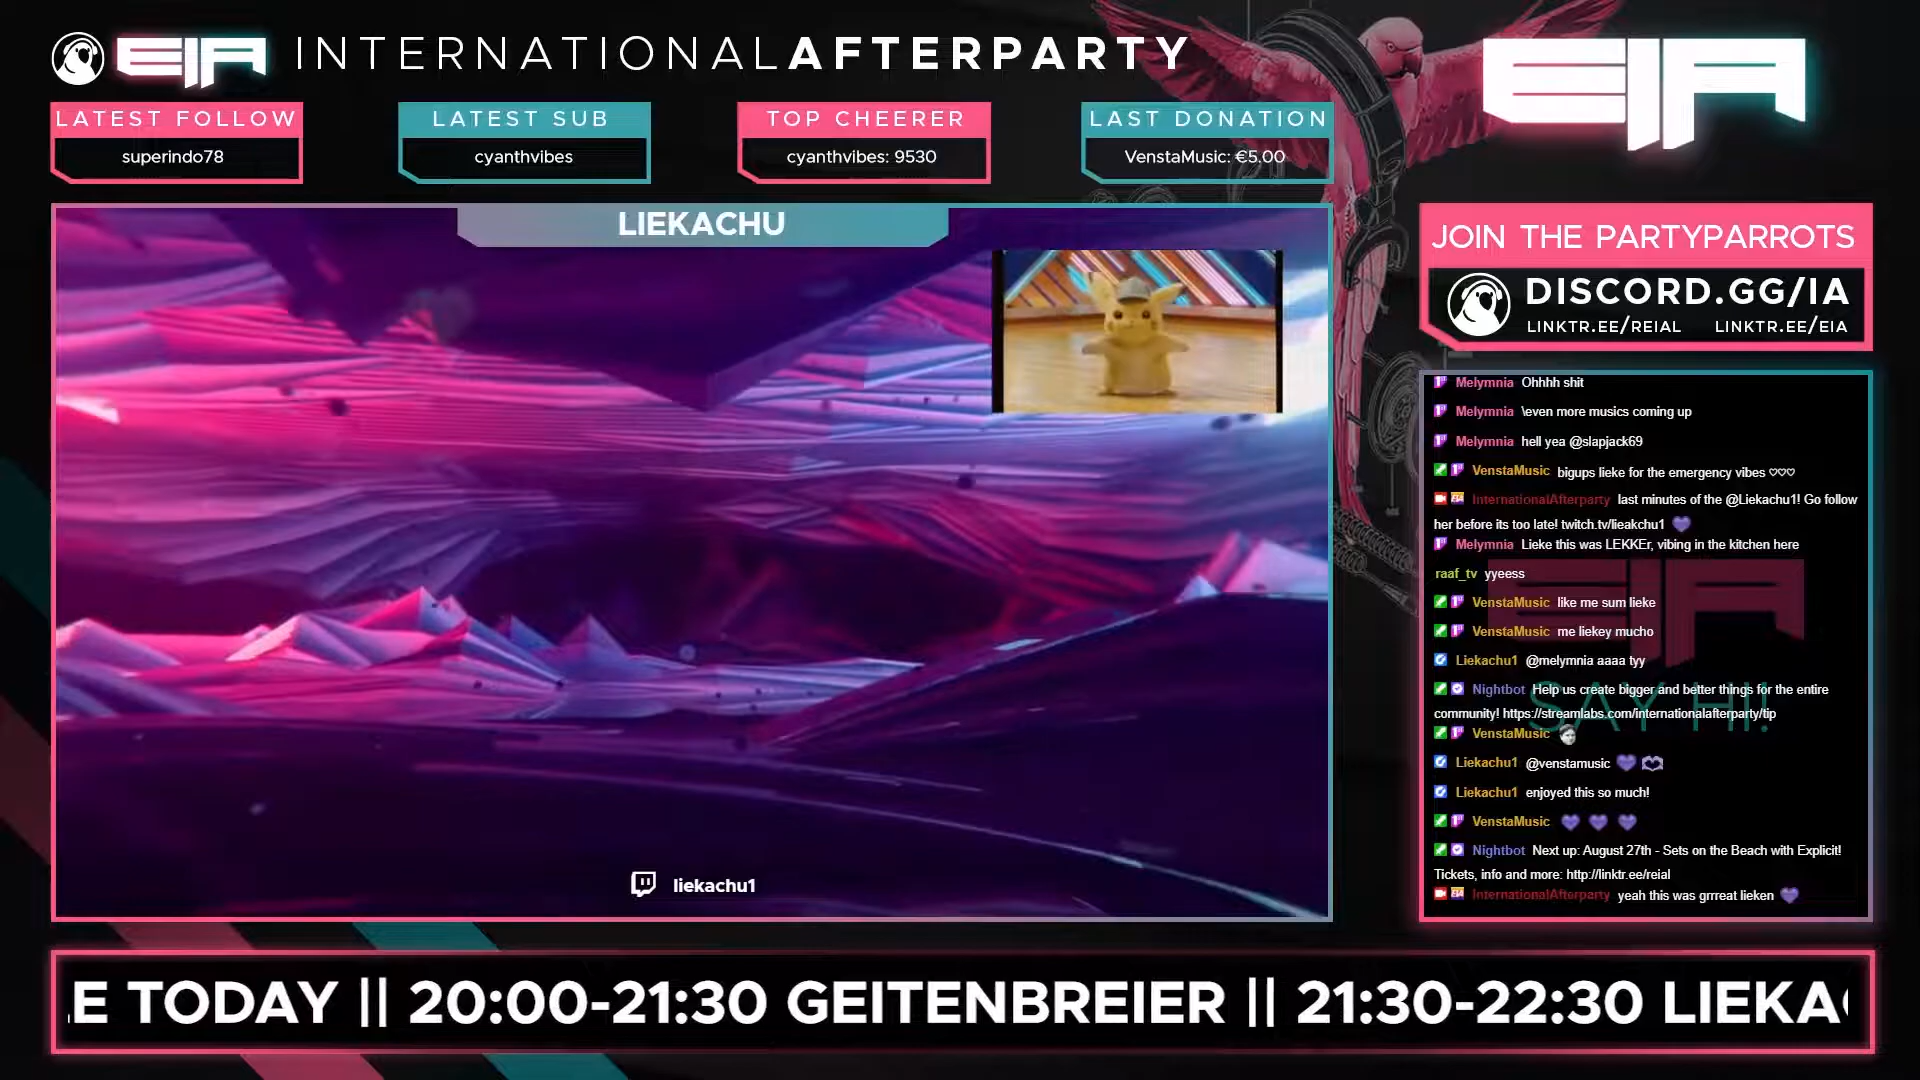 EIA INTERNATIONALAFTERPARTY
EIA
LATEST FOLLOW
superindo78
LATEST SUB
cyanthvibes
TOP CHEERER
cyanthvibes: 9530
LAST DONATION
VenstaMusic: €5.00
LIEKACHU
liekachu1
JOIN THE PARTYPARROTS
DISCORD.GG/IA
LINKTR.EE/REIAL LINKTR.EE/EIA
Melymnia Ohhhh shit
Melymnia \even more musics coming up
Melymnia hell yea @slapjack69
VenstaMusic bigups lieke for the emergency vibes ♡♡♡
InternationalAfterparty last minutes of the @Liekachu1! Go follow
her before its too late! twitch.tv/lieakchu1
Melymnia Lieke this was LEKKEr, vibing in the kitchen here
raaf_tv yyeess
VenstaMusic like me sum lieke
VenstaMusic me liekey mucho
Liekachu1 @melymnia aaaa tyy
Nightbot Help us create bigger and better things for the entire
community! https://streamlabs.com/internationalafterparty/tip
VenstaMusic
Liekachu1 @venstamusic
Liekachu1 enjoyed this so much!
VenstaMusic
Nightbot Next up: August 27th - Sets on the Beach with Explicit!
Tickets, info and more: http://linktr.ee/reial
InternationalAfterparty yeah this was grrreat lieken
EIA
SAY HI!
E TODAY || 20:00-21:30 GEITENBREIER || 21:30-22:30 LIEKA